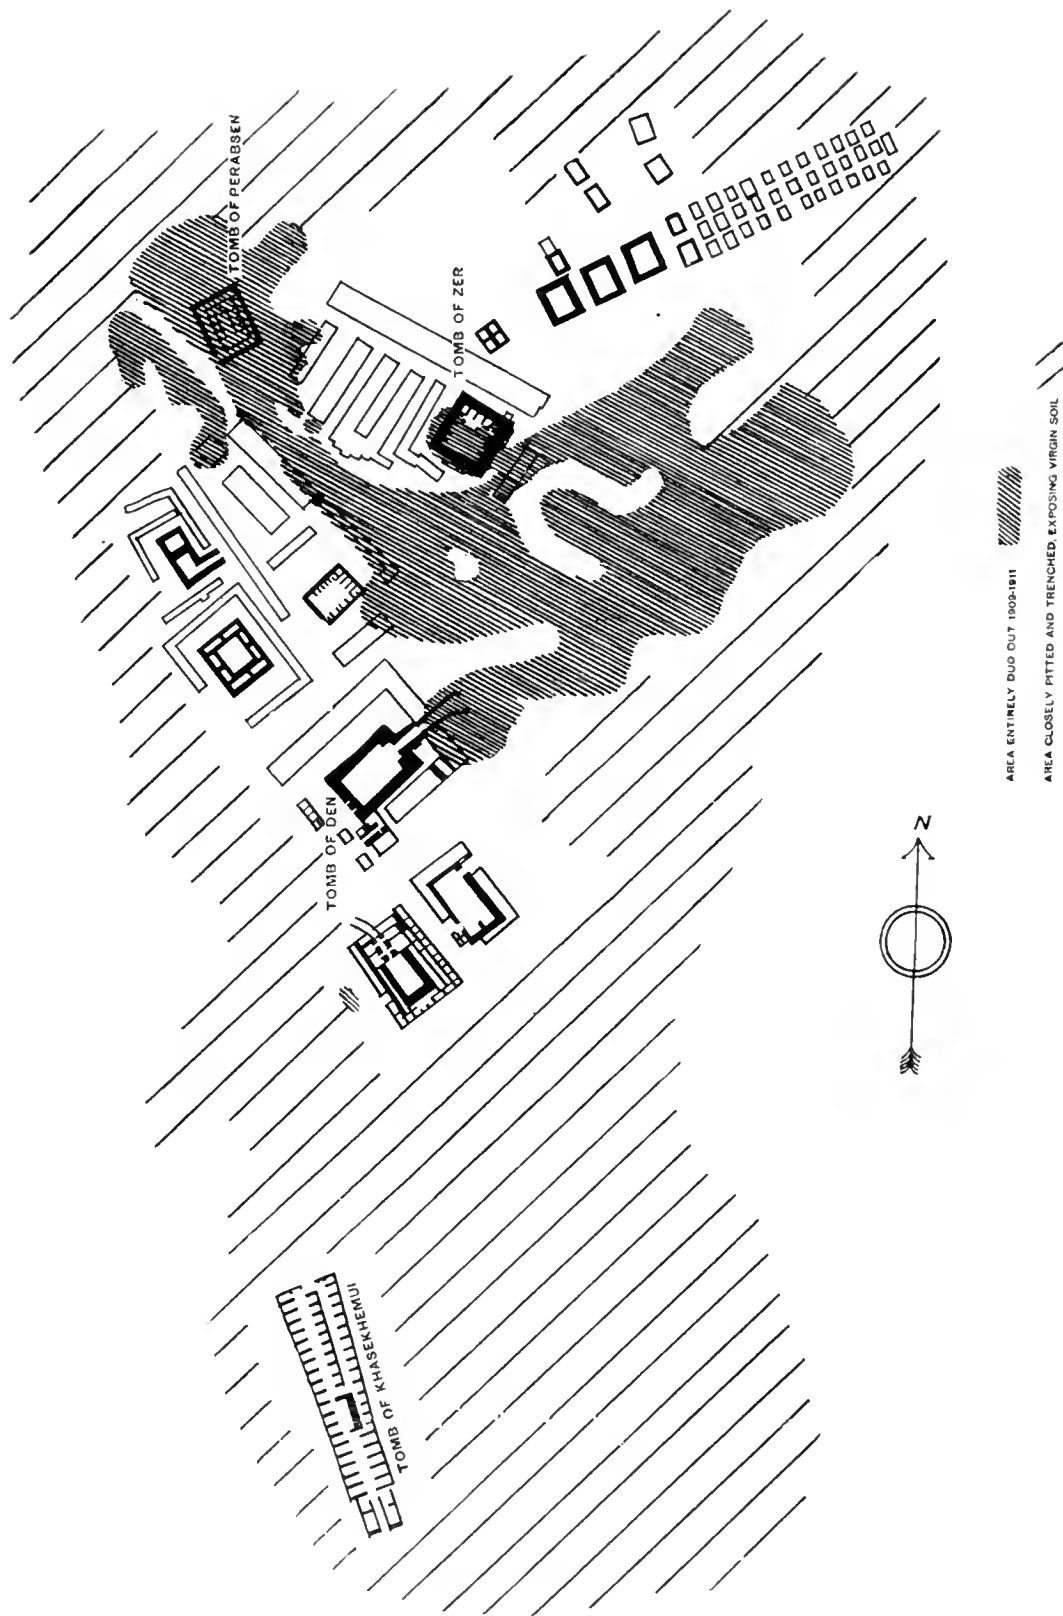 TOMB OF PERABSEN
TOMB OF ZER
TOMB OF DEN
TOMB OF KHASEKHEMUI
N
AREA ENTIRELY DUG OUT 1909-1911
AREA CLOSELY PITTED AND TRENCHED, EXPOSING VIRGIN SOIL